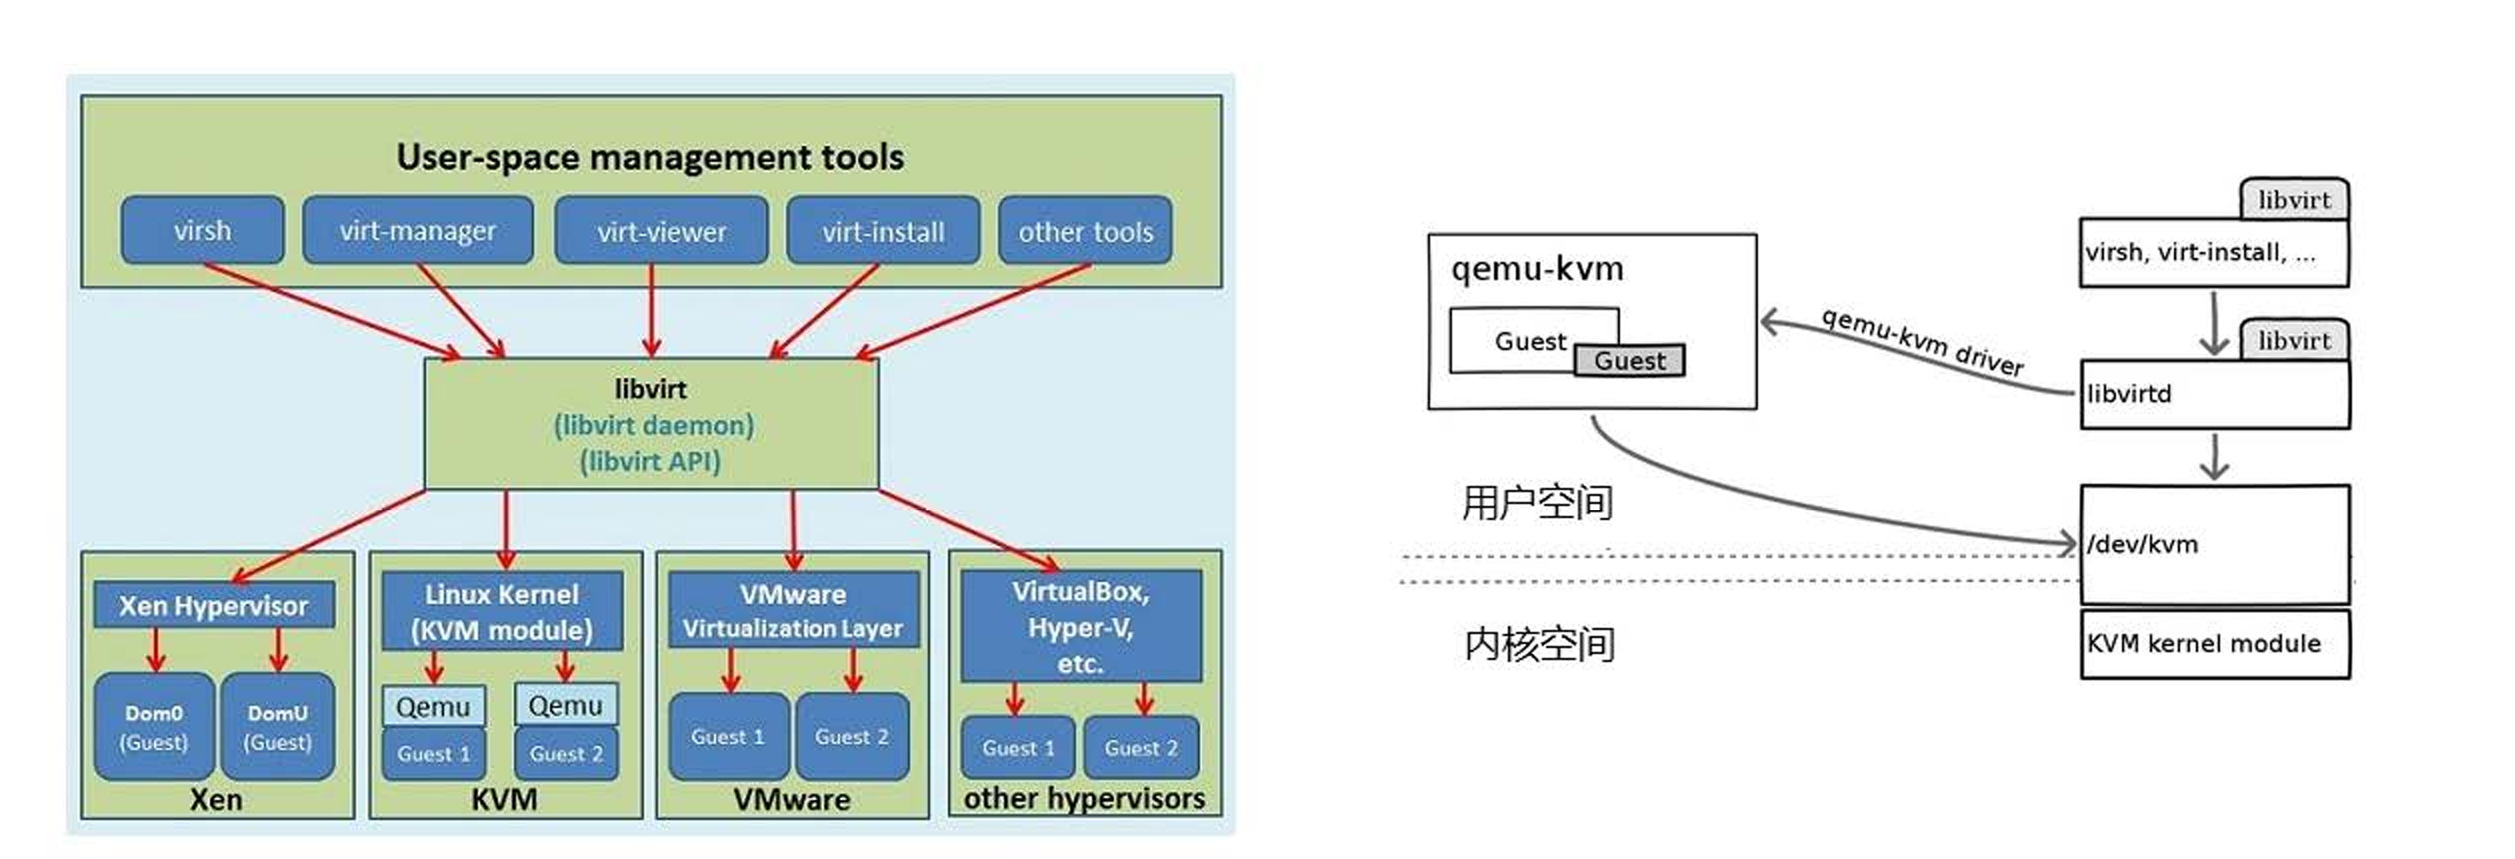 User-space management tools
virsh
virt-manager
virt-viewer
virt-install
other tools
libvirt
(libvirt daemon)
(libvirt API)
Xen Hypervisor
Dom0
(Guest)
DomU
(Guest)
Xen
Linux Kernel
(KVM module)
Qemu
Guest 1
Qemu
Guest 2
KVM
VMware
Virtualization Layer
Guest 1
Guest 2
VMware
VirtualBox,
Hyper-V,
etc.
Guest 1
Guest 2
other hypervisors
qemu-kvm
Guest
Guest
qemu-kvm driver
libvirt
virsh, virt-install, ...
libvirt
libvirtd
用户空间
/dev/kvm
内核空间
KVM kernel module